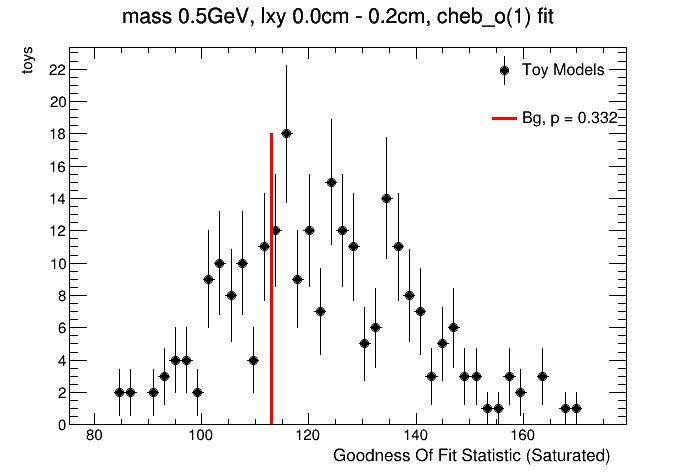 mass 0.5GeV, lxy 0.0cm - 0.2cm, cheb_o(1) fit
toys
Toy Models
Bg, p = 0.332
22
20
18
16
14
12
10
8
6
4
2
0
80 100 120 140 160
Goodness Of Fit Statistic (Saturated)